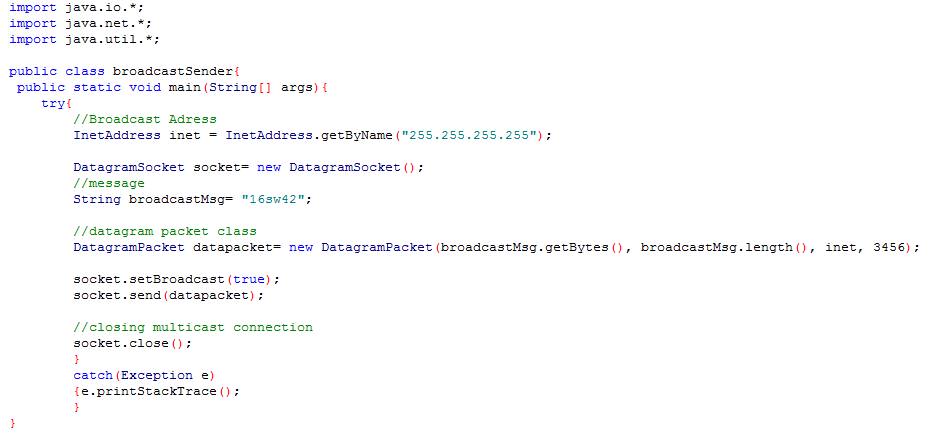 import java.io.*;
import java.net.*;
import java.util.*;

public class broadcastSender{
 public static void main(String[] args){
    try{
        //Broadcast Adress
        InetAddress inet = InetAddress.getByName("255.255.255.255");

        DatagramSocket socket= new DatagramSocket();
        //message
        String broadcastMsg= "16sw42";

        //datagram packet class
        DatagramPacket datapacket= new DatagramPacket(broadcastMsg.getBytes(), broadcastMsg.length(), inet, 3456);

        socket.setBroadcast(true);
        socket.send(datapacket);

        //closing multicast connection
        socket.close();
        }
        catch(Exception e)
        {e.printStackTrace();
        }
}